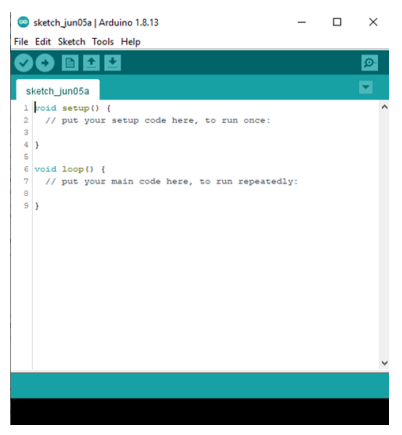 sketch_jun05a | Arduino 1.8.13
File Edit Sketch Tools Help
sketch_jun05a
1 void setup() {
2 // put your setup code here, to run once:
3
4 }
5
6 void loop() {
7 // put your main code here, to run repeatedly:
8
9 }